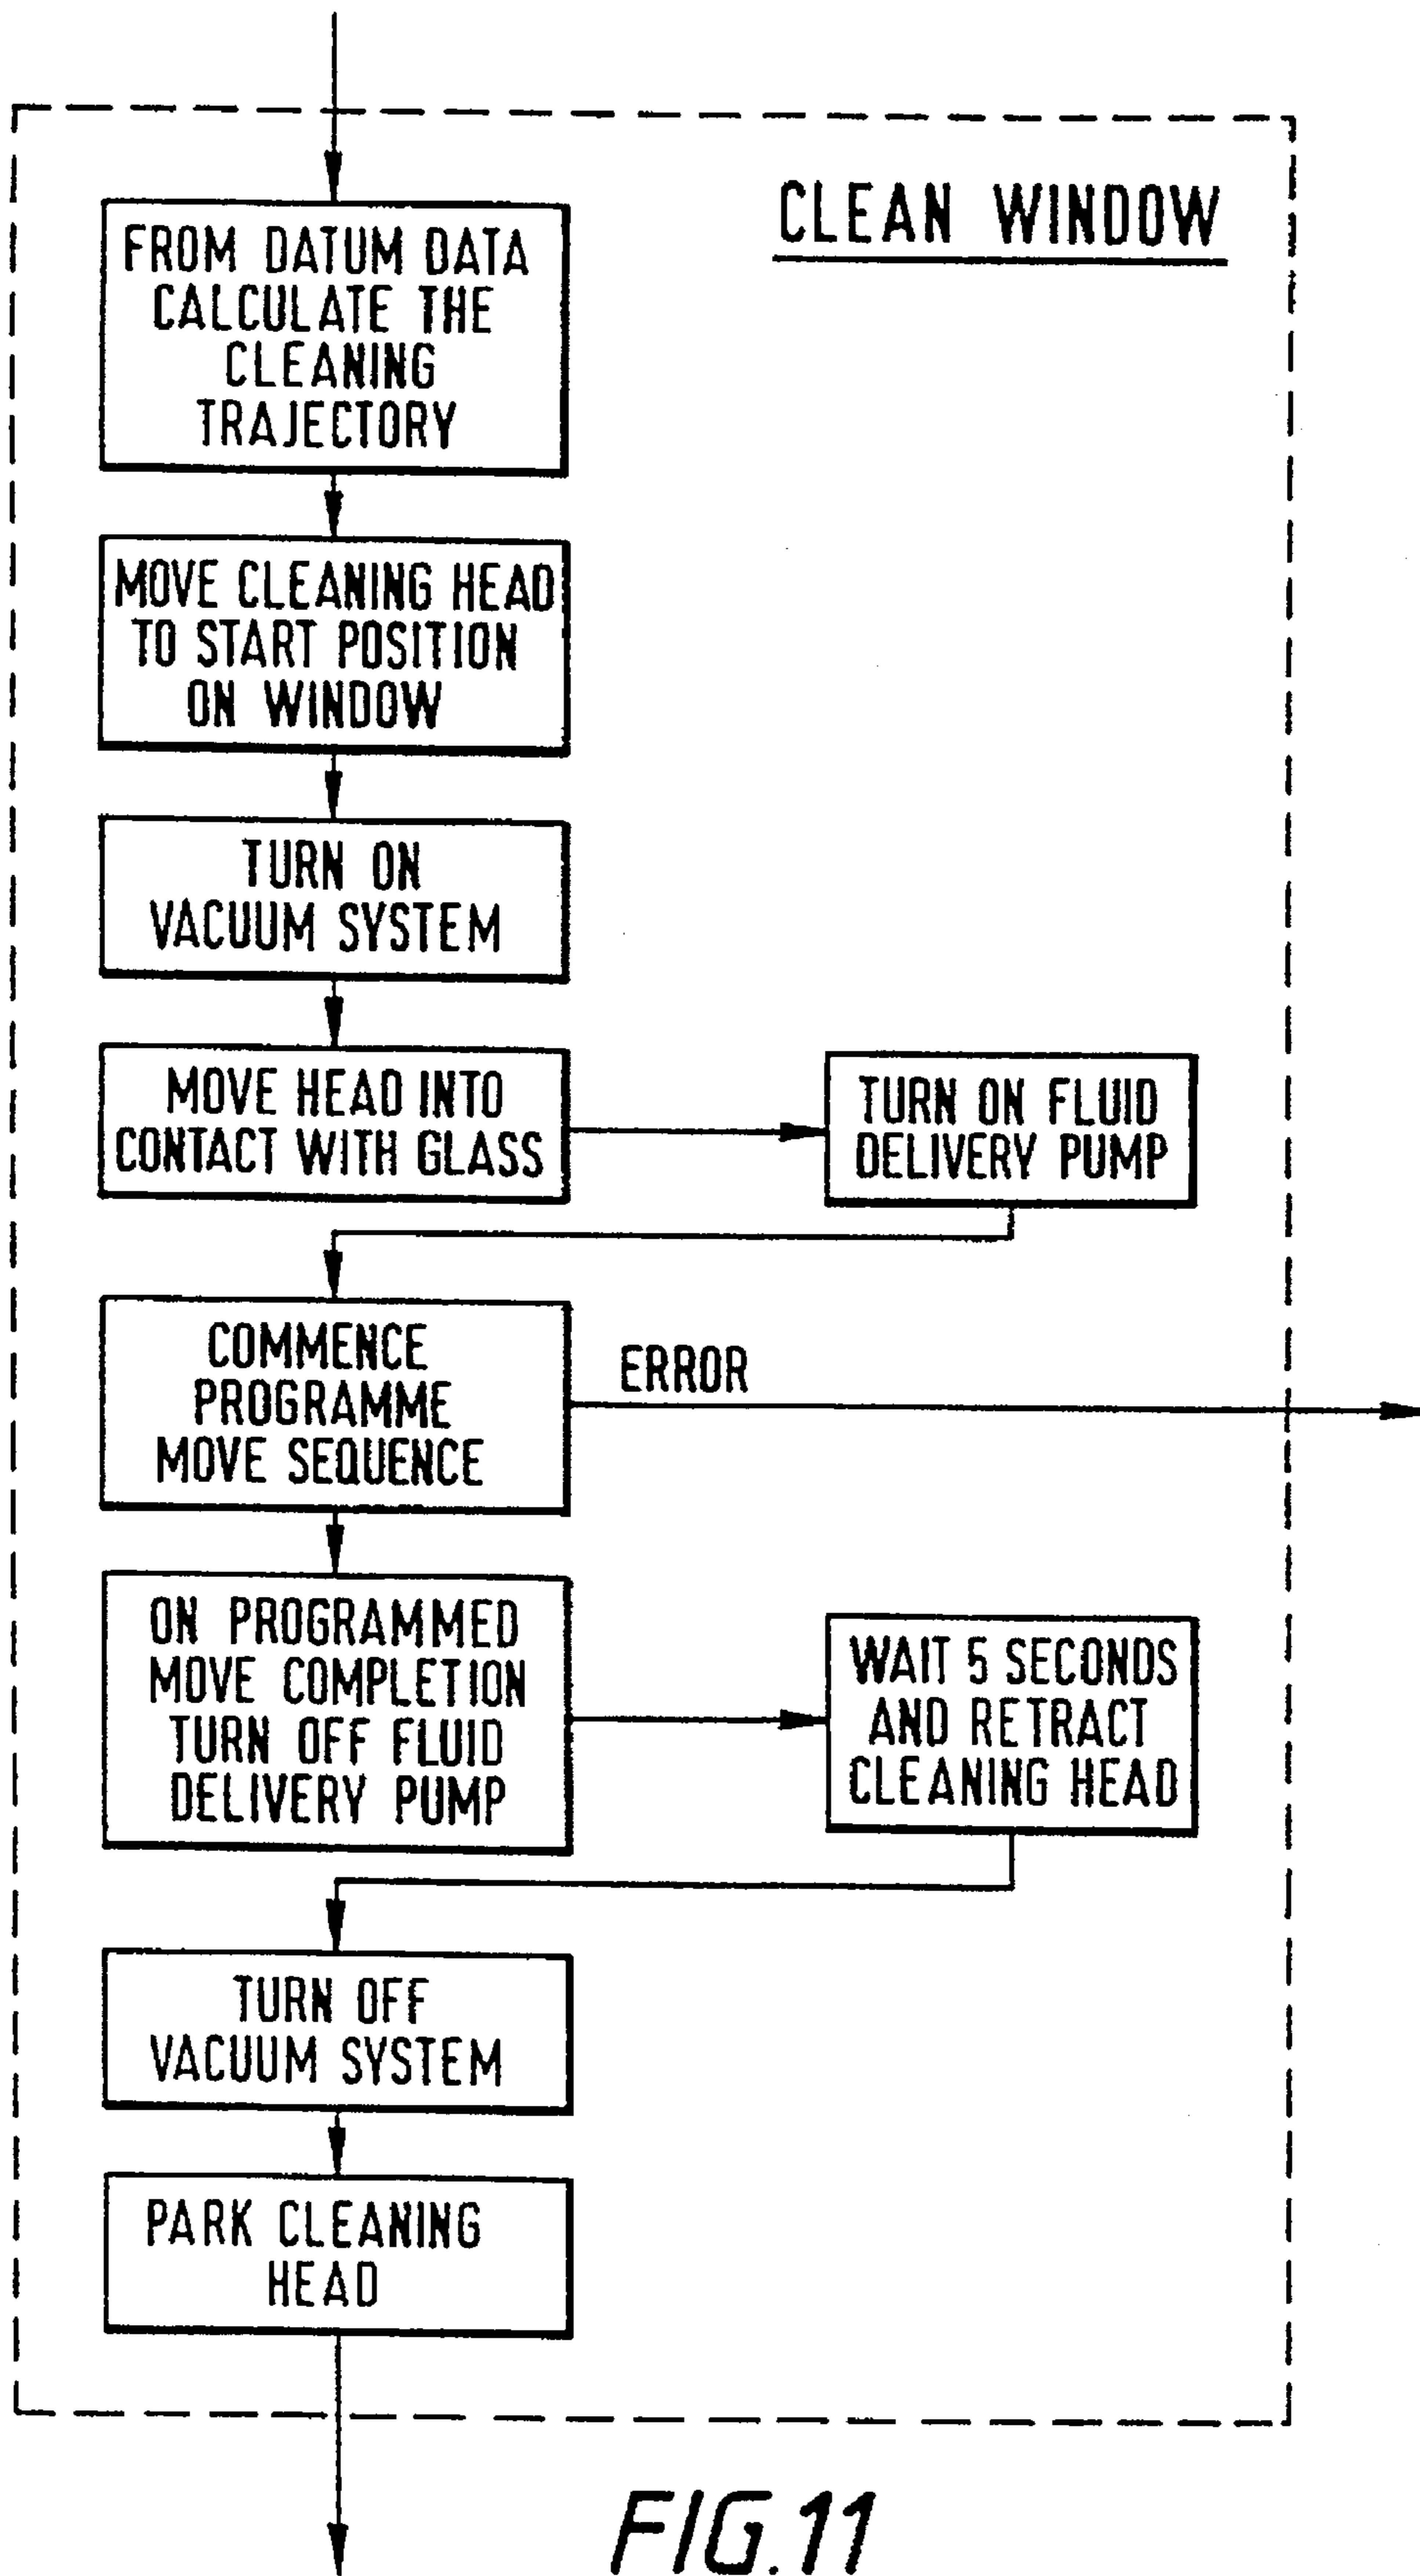 CLEAN WINDOW
FROM DATUM DATA
CALCULATE THE
CLEANING
TRAJECTORY
MOVE CLEANING HEAD
TO START POSITION
ON WINDOW
TURN ON
VACUUM SYSTEM
MOVE HEAD INTO
CONTACT WITH GLASS
TURN ON FLUID
DELIVERY PUMP
COMMENCE
PROGRAMME
MOVE SEQUENCE
ERROR
ON PROGRAMMED
MOVE COMPLETION
TURN OFF FLUID
DELIVERY PUMP
WAIT 5 SECONDS
AND RETRACT
CLEANING HEAD
TURN OFF
VACUUM SYSTEM
PARK CLEANING
HEAD
FIG.11